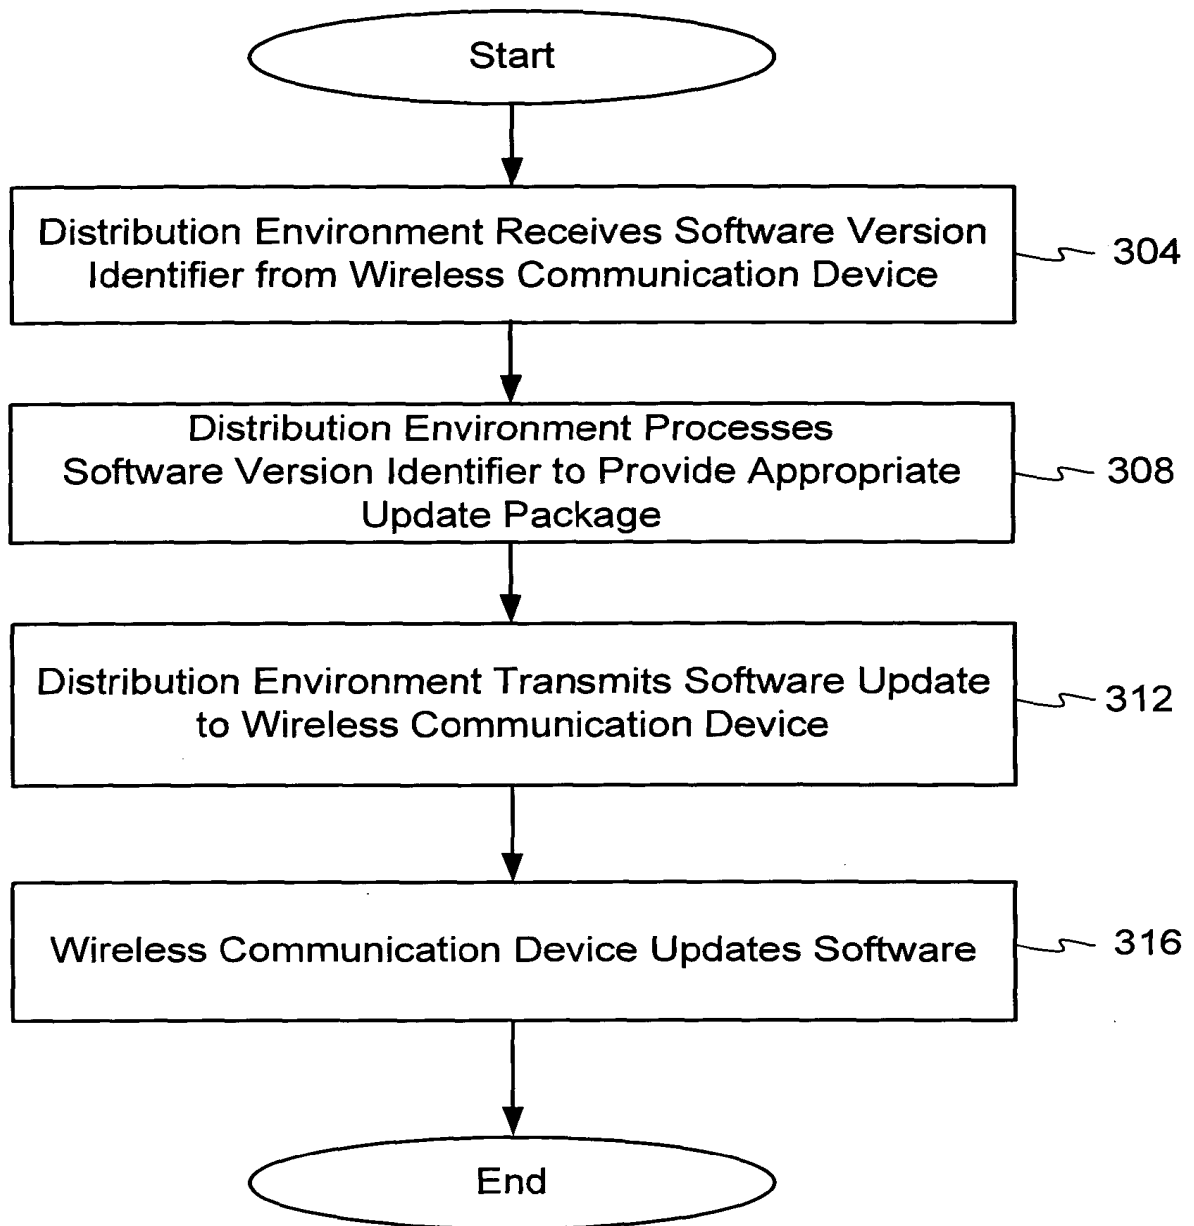 Start
Distribution Environment Receives Software Version
Identifier from Wireless Communication Device
304
Distribution Environment Processes
Software Version Identifier to Provide Appropriate
Update Package
308
Distribution Environment Transmits Software Update
to Wireless Communication Device
312
Wireless Communication Device Updates Software
316
End